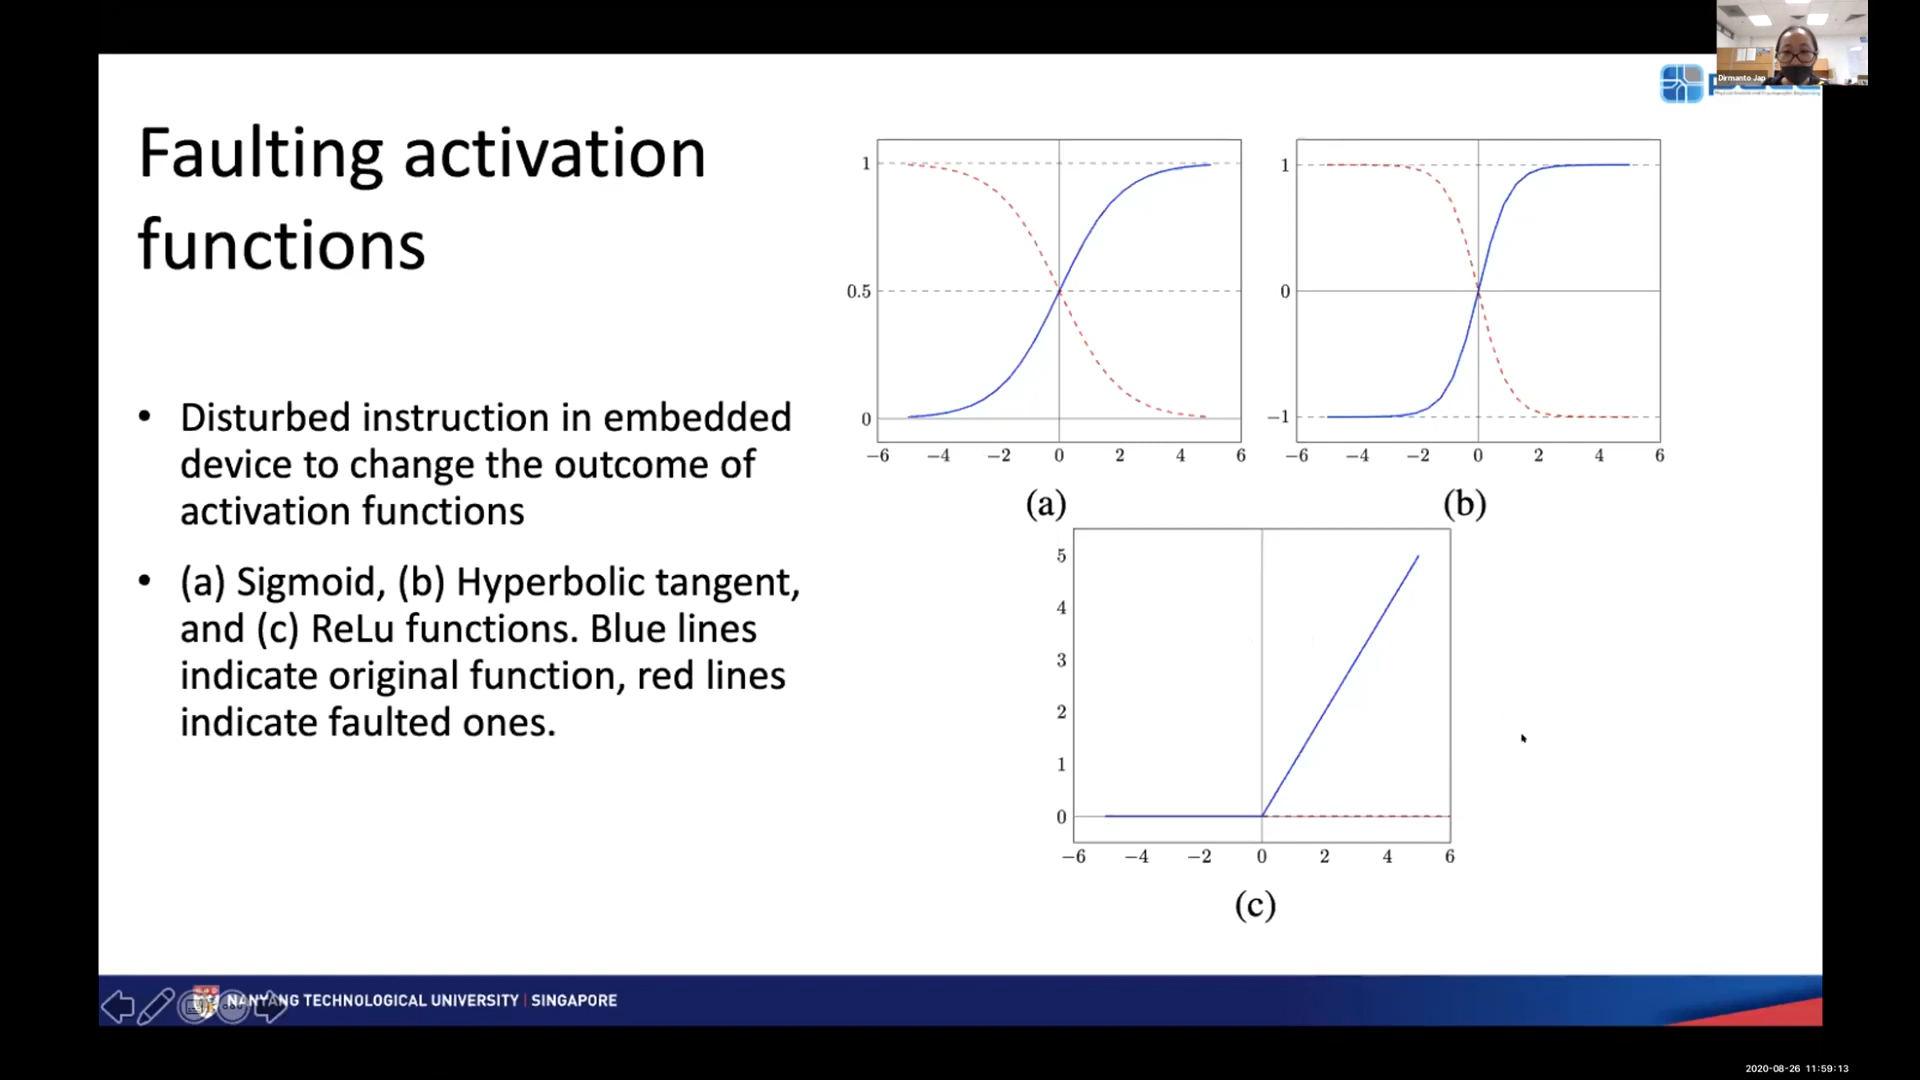 Dirmanto Jap
Faulting activation
functions
• Disturbed instruction in embedded
device to change the outcome of
activation functions
• (a) Sigmoid, (b) Hyperbolic tangent,
and (c) ReLu functions. Blue lines
indicate original function, red lines
indicate faulted ones.
1
0.5
0
−6 −4 −2 0 2 4 6
(a)
1
0
−1
−6 −4 −2 0 2 4 6
(b)
5
4
3
2
1
0
−6 −4 −2 0 2 4 6
(c)
NANYANG TECHNOLOGICAL UNIVERSITY | SINGAPORE
2020-08-26 11:59:13